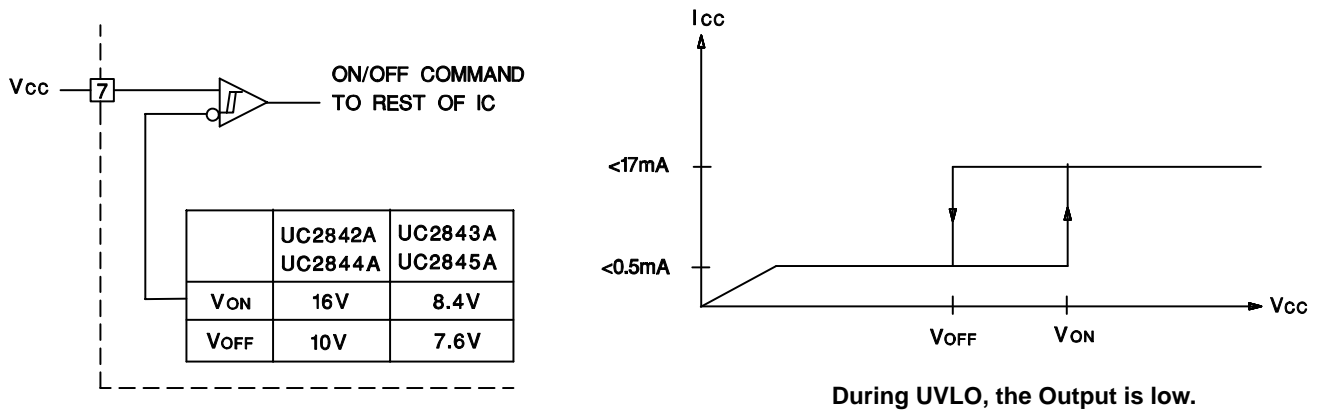 Vcc
7
ON/OFF COMMAND
TO REST OF IC
UC2842A UC2843A
UC2844A UC2845A
VON 16V 8.4V
VOFF 10V 7.6V
Icc
<17mA
<0.5mA
VOFF VON
Vcc
During UVLO, the Output is low.